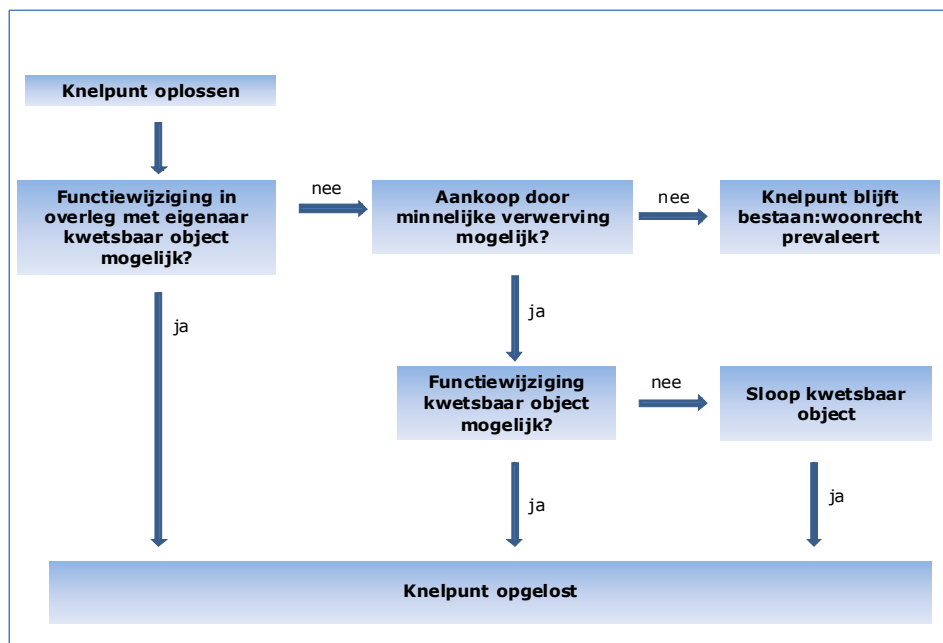 Knelpunt oplossen
Functiewijziging in
overleg met eigenaar
kwetsbaar object
mogelijk?
nee
Aankoop door
minnelijke verwerving
mogelijk?
nee
Knelpunt blijft
bestaan:woonrecht
prevaleert
ja
ja
Functiewijziging
kwetsbaar object
mogelijk?
nee
Sloop kwetsbaar
object
ja
ja
Knelpunt opgelost